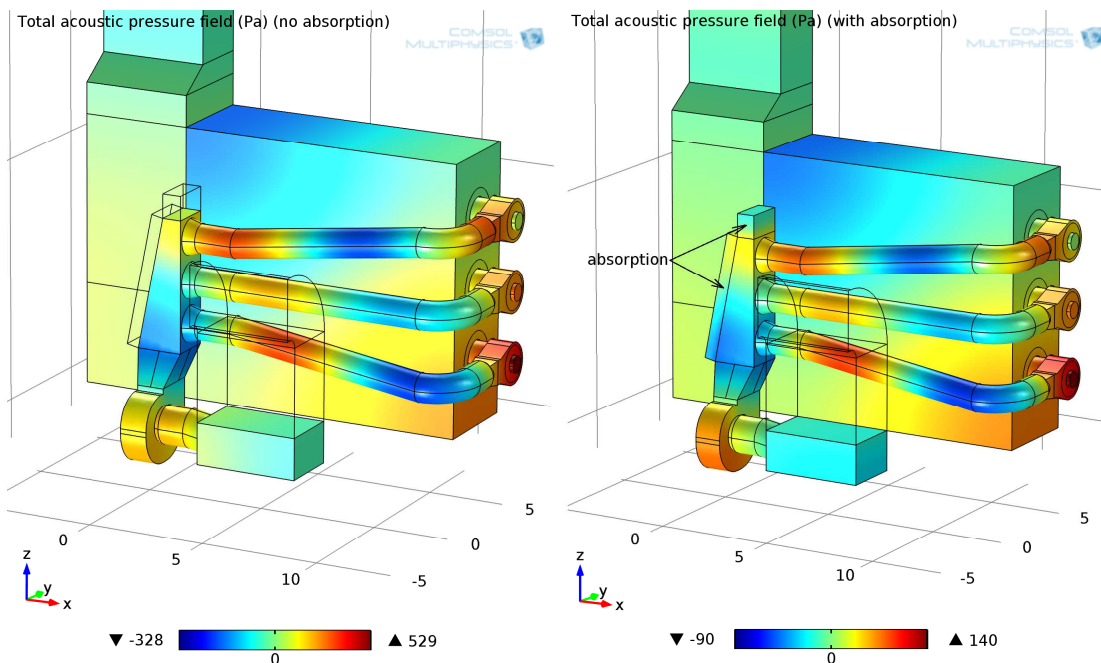 Total acoustic pressure field (Pa) (no absorption)
COMSOL
MULTIPHYSICS
5
0
0
5
10
-5
z
y
x
▼ -328
▲ 529
0
Total acoustic pressure field (Pa) (with absorption)
COMSOL
MULTIPHYSICS
absorption
5
0
0
5
10
-5
z
y
x
▼ -90
▲ 140
0